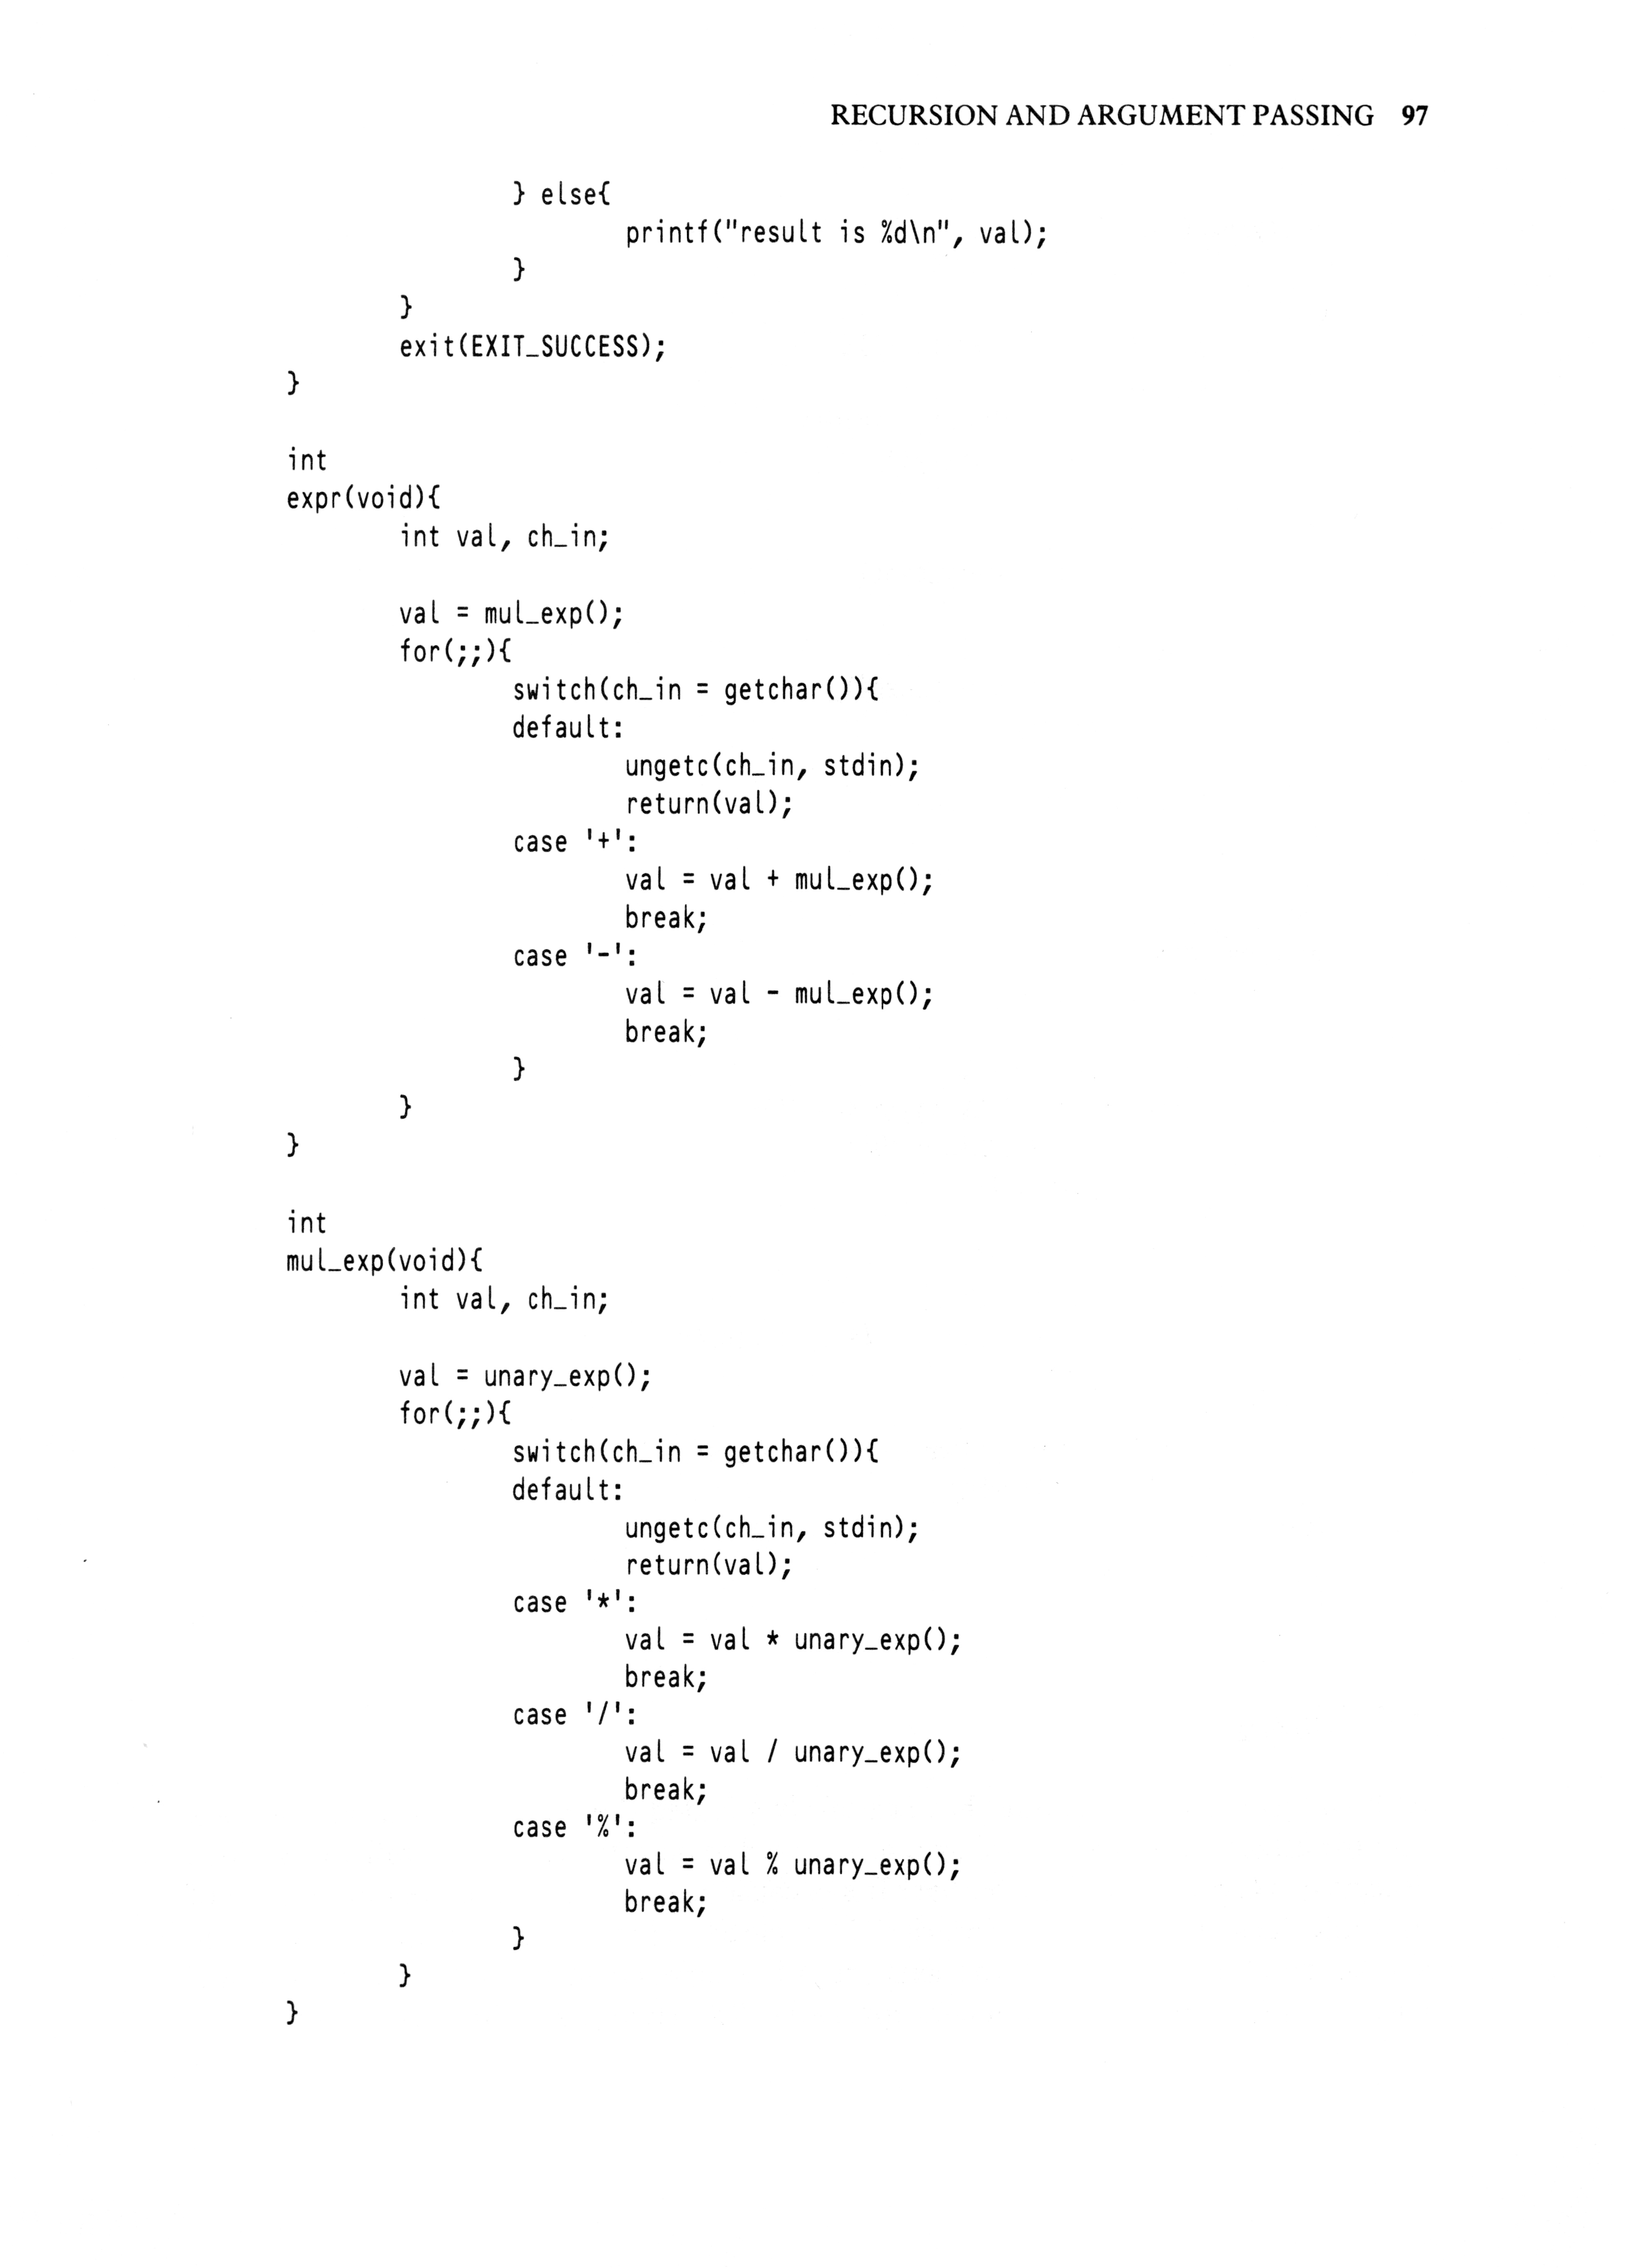 RECURSION AND ARGUMENT PASSING 97
} else{
printf("result is %d\n", val);
}
}
exit(EXIT_SUCCESS);
}
int
expr(void){
int val, ch_in;
val = mul_exp();
for(;;){
switch(ch_in = getchar()){
default:
ungetc(ch_in, stdin);
return(val);
case '+':
val = val + mul_exp();
break;
case '-':
val = val - mul_exp();
break;
}
}
}
int
mul_exp(void){
int val, ch_in;
val = unary_exp();
for(;;){
switch(ch_in = getchar()){
default:
ungetc(ch_in, stdin);
return(val);
case '*':
val = val * unary_exp();
break;
case '/':
val = val / unary_exp();
break;
case '%':
val = val % unary_exp();
break;
}
}
}